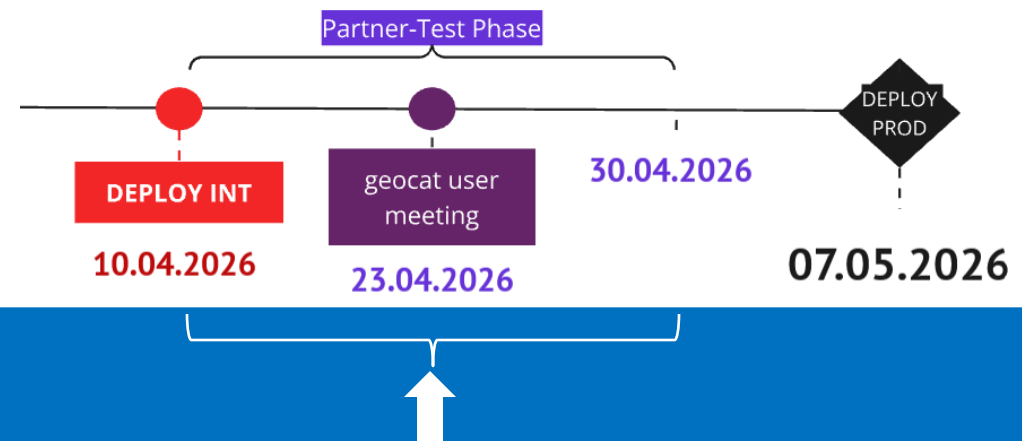 Partner-Test Phase
DEPLOY INT
10.04.2026
geocat user
meeting
23.04.2026
30.04.2026
DEPLOY
PROD
07.05.2026